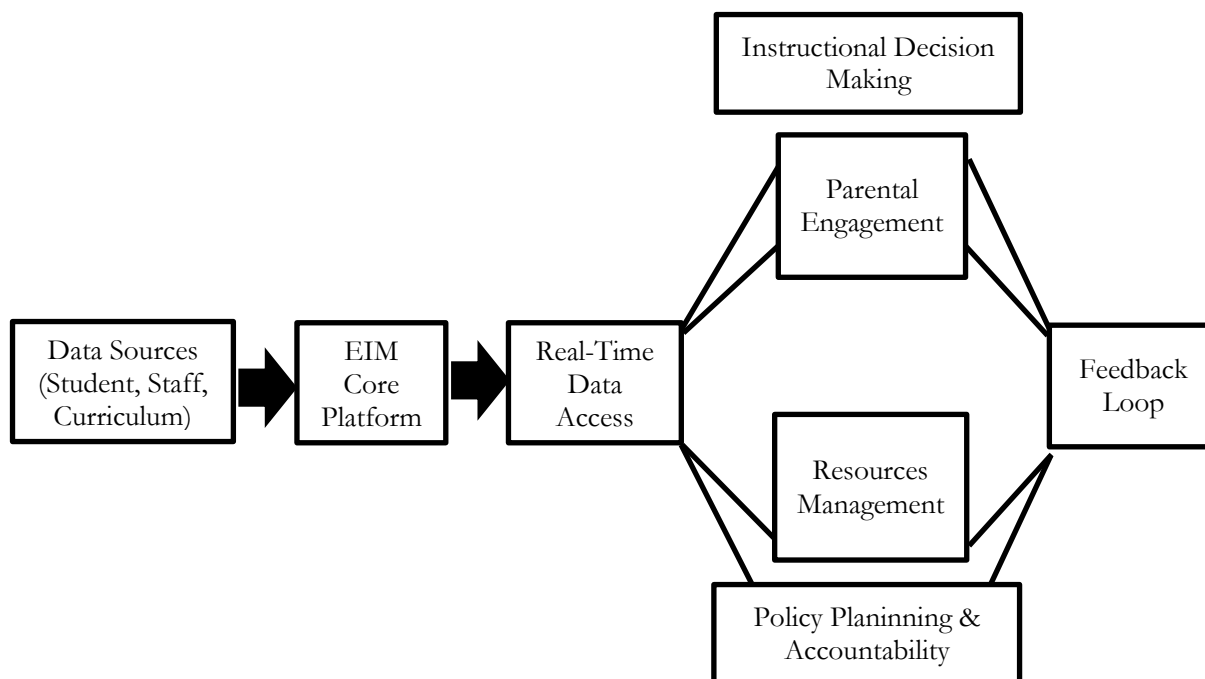 Instructional Decision
Making
Parental
Engagement
Data Sources
(Student, Staff,
Curriculum)
EIM
Core
Platform
Real-Time
Data
Access
Feedback
Loop
Resources
Management
Policy Planinning &
Accountability